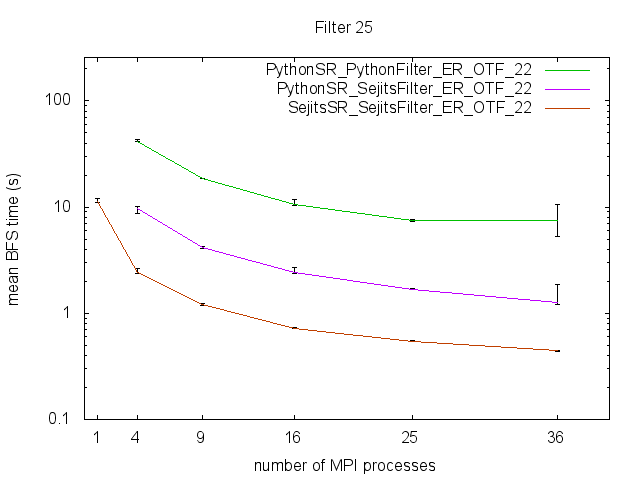 Filter 25
PythonSR_PythonFilter_ER_OTF_22
PythonSR_SejitsFilter_ER_OTF_22
SejitsSR_SejitsFilter_ER_OTF_22
100
10
1
0.1
mean BFS time (s)
1 4 9 16 25 36
number of MPI processes